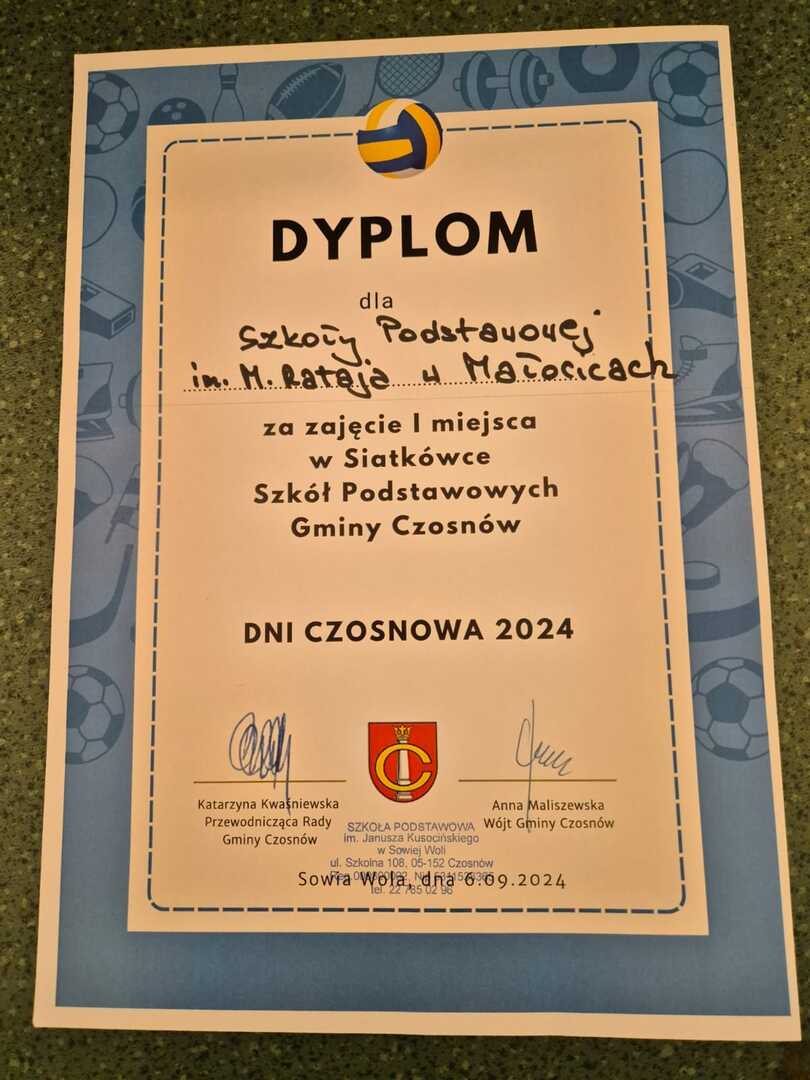 DYPLOM
dla
Szkoły Podstawowej
im. M. Rataja w Małocicach
za zajęcie I miejsca
w Siatkówce
Szkół Podstawowych
Gminy Czosnów
DNI CZOSNOWA 2024
C
Katarzyna Kwaśniewska
Przewodnicząca Rady
Gminy Czosnów
Anna Maliszewska
Wójt Gminy Czosnów
SZKOŁA PODSTAWOWA
im. Janusza Kusocińskiego
w Sowiej Woli
ul. Szkolna 108, 05-152 Czosnów
Sowia Wola, dna 6.09.2024
tel. 22 785 02 96